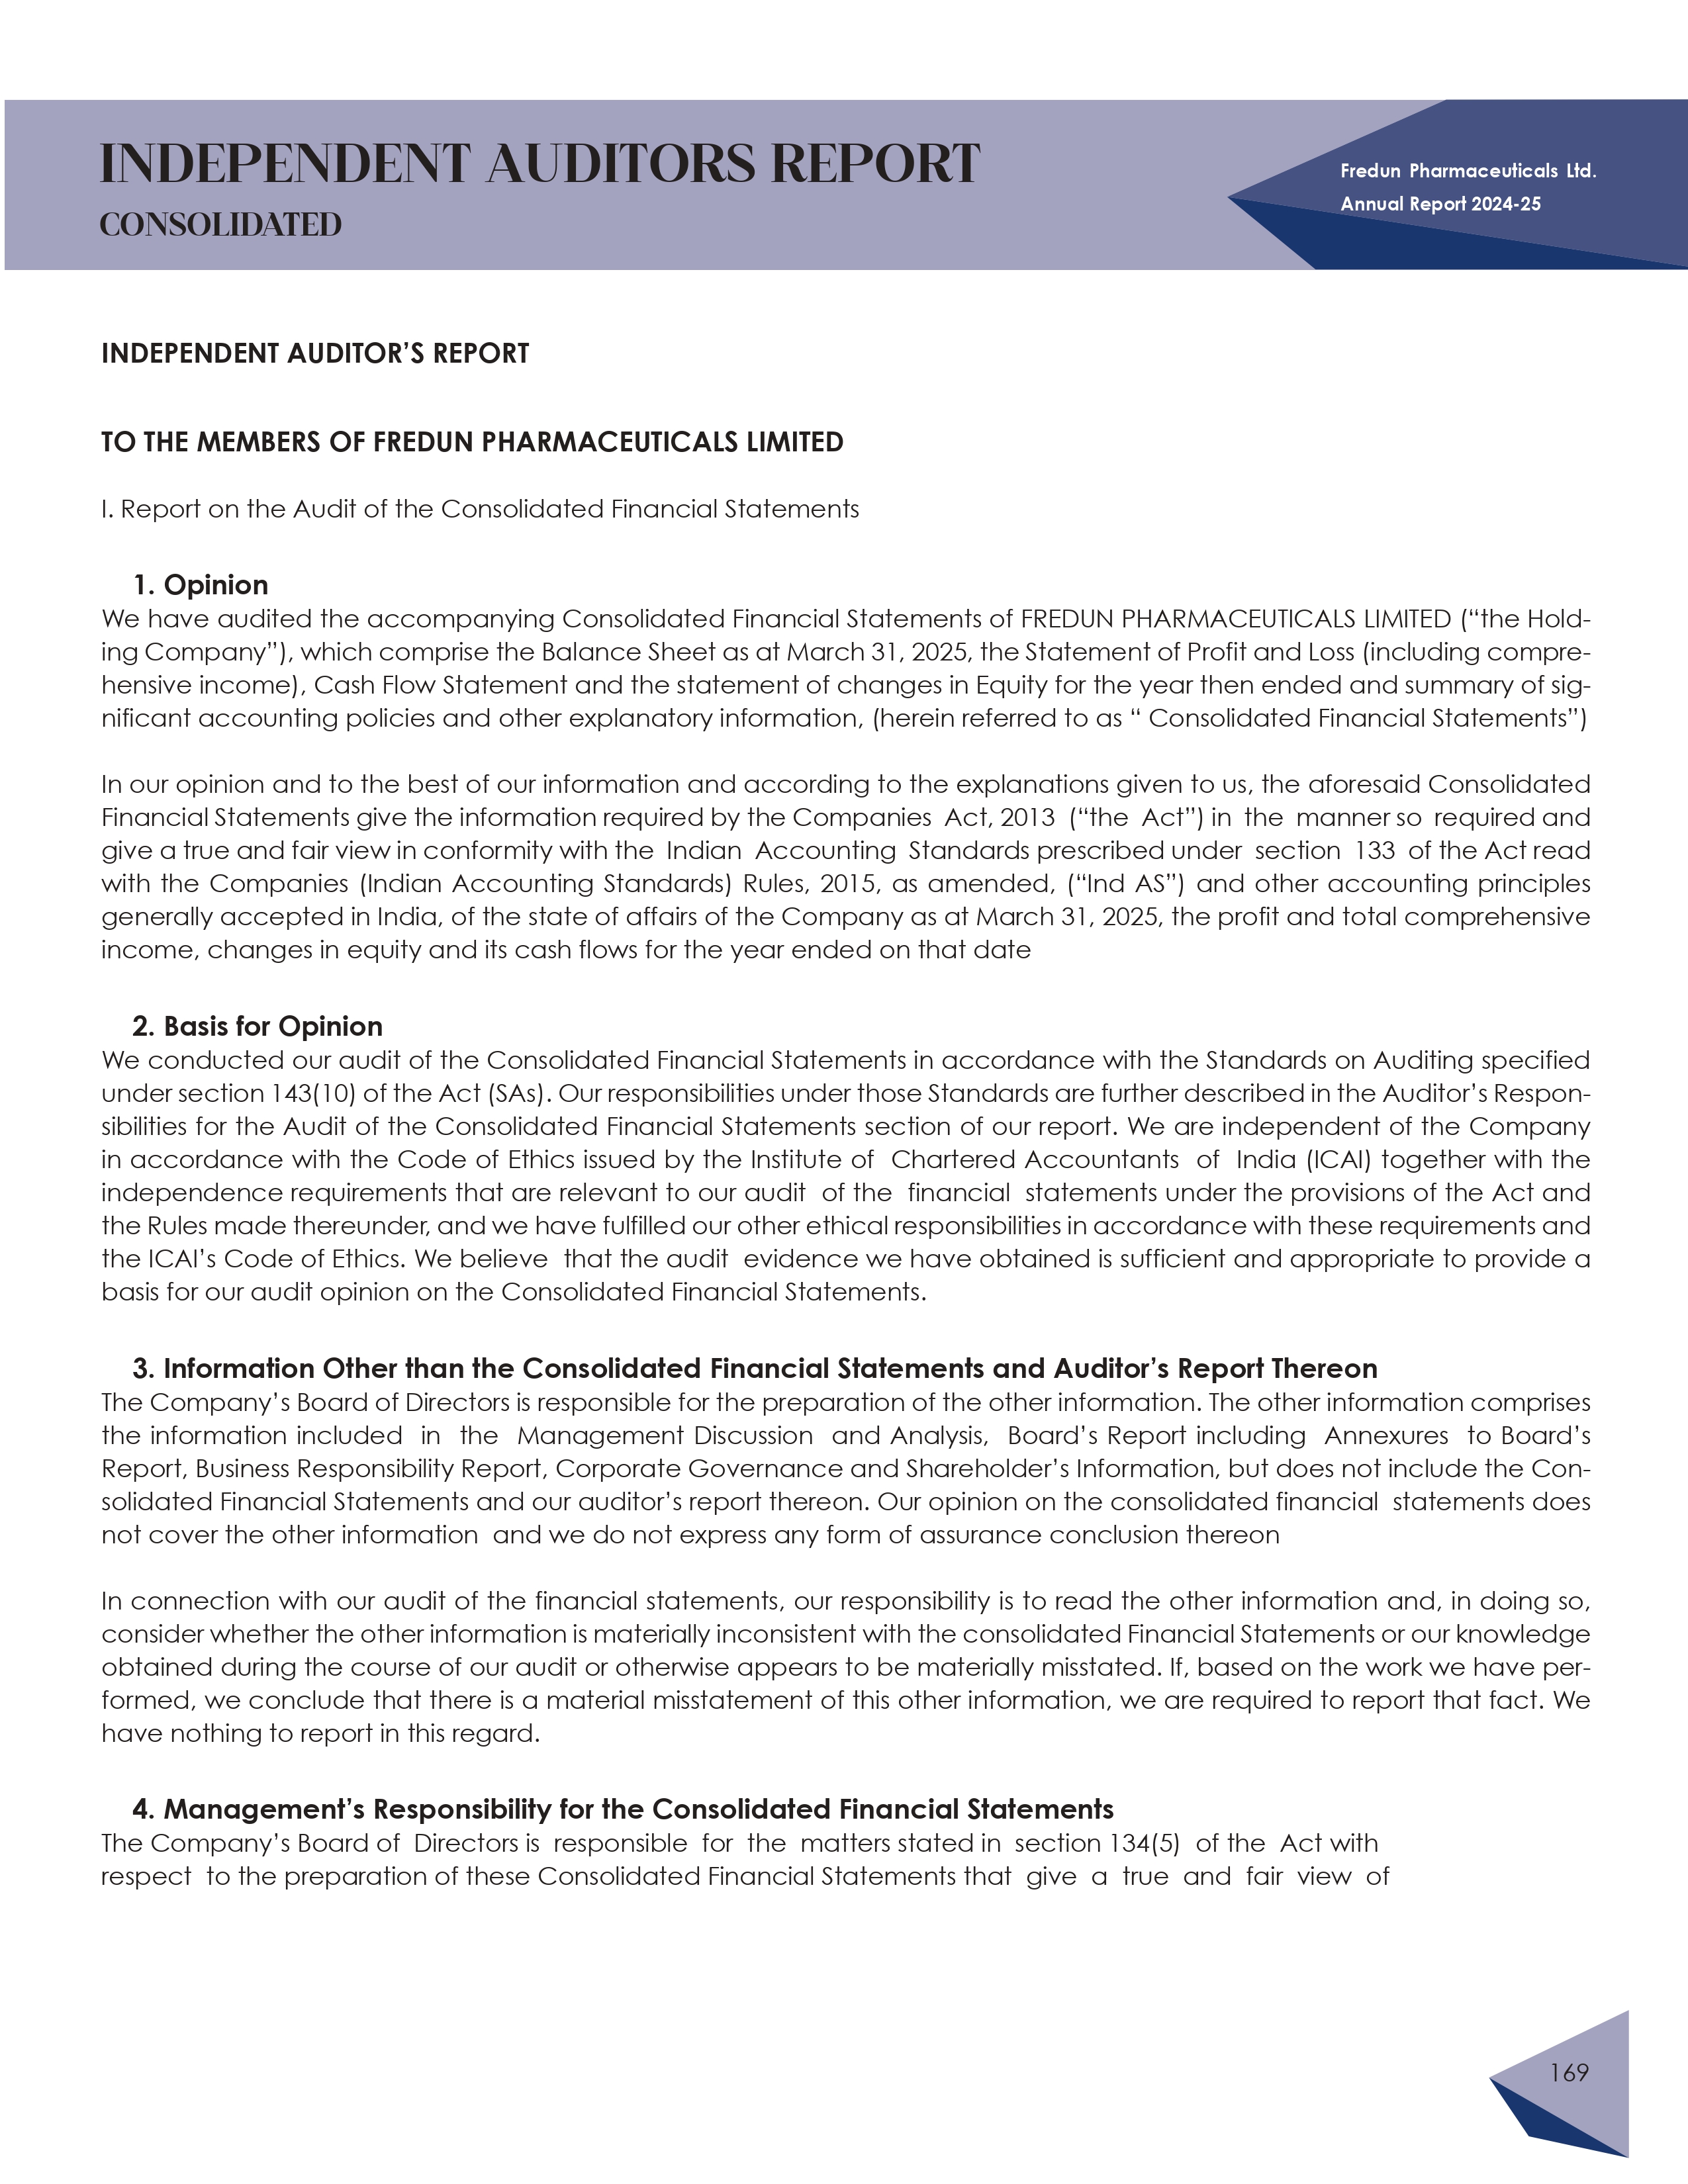 INDEPENDENT AUDITORS REPORT
CONSOLIDATED
Fredun Pharmaceuticals Ltd.
Annual Report 2024-25
INDEPENDENT AUDITOR’S REPORT
TO THE MEMBERS OF FREDUN PHARMACEUTICALS LIMITED
I. Report on the Audit of the Consolidated Financial Statements
1. Opinion
We have audited the accompanying Consolidated Financial Statements of FREDUN PHARMACEUTICALS LIMITED (“the Hold-
ing Company”), which comprise the Balance Sheet as at March 31, 2025, the Statement of Profit and Loss (including compre-
hensive income), Cash Flow Statement and the statement of changes in Equity for the year then ended and summary of sig-
nificant accounting policies and other explanatory information, (herein referred to as “ Consolidated Financial Statements”)
In our opinion and to the best of our information and according to the explanations given to us, the aforesaid Consolidated
Financial Statements give the information required by the Companies Act, 2013 (“the Act”) in the manner so required and
give a true and fair view in conformity with the Indian Accounting Standards prescribed under section 133 of the Act read
with the Companies (Indian Accounting Standards) Rules, 2015, as amended, (“Ind AS”) and other accounting principles
generally accepted in India, of the state of affairs of the Company as at March 31, 2025, the profit and total comprehensive
income, changes in equity and its cash flows for the year ended on that date
2. Basis for Opinion
We conducted our audit of the Consolidated Financial Statements in accordance with the Standards on Auditing specified
under section 143(10) of the Act (SAs). Our responsibilities under those Standards are further described in the Auditor’s Respon-
sibilities for the Audit of the Consolidated Financial Statements section of our report. We are independent of the Company
in accordance with the Code of Ethics issued by the Institute of Chartered Accountants of India (ICAI) together with the
independence requirements that are relevant to our audit of the financial statements under the provisions of the Act and
the Rules made thereunder, and we have fulfilled our other ethical responsibilities in accordance with these requirements and
the ICAI’s Code of Ethics. We believe that the audit evidence we have obtained is sufficient and appropriate to provide a
basis for our audit opinion on the Consolidated Financial Statements.
3. Information Other than the Consolidated Financial Statements and Auditor’s Report Thereon
The Company’s Board of Directors is responsible for the preparation of the other information. The other information comprises
the information included in the Management Discussion and Analysis, Board’s Report including Annexures to Board’s
Report, Business Responsibility Report, Corporate Governance and Shareholder’s Information, but does not include the Con-
solidated Financial Statements and our auditor’s report thereon. Our opinion on the consolidated financial statements does
not cover the other information and we do not express any form of assurance conclusion thereon
In connection with our audit of the financial statements, our responsibility is to read the other information and, in doing so,
consider whether the other information is materially inconsistent with the consolidated Financial Statements or our knowledge
obtained during the course of our audit or otherwise appears to be materially misstated. If, based on the work we have per-
formed, we conclude that there is a material misstatement of this other information, we are required to report that fact. We
have nothing to report in this regard.
4. Management’s Responsibility for the Consolidated Financial Statements
The Company’s Board of Directors is responsible for the matters stated in section 134(5) of the Act with
respect to the preparation of these Consolidated Financial Statements that give a true and fair view of
169